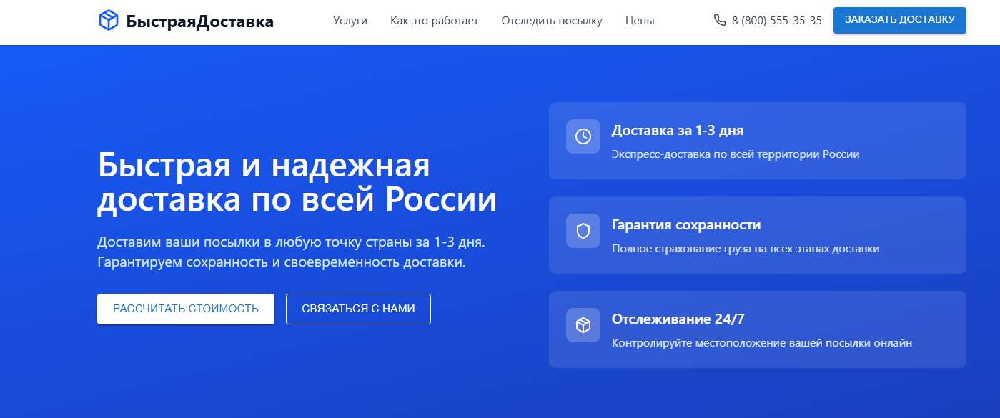 БыстраяДоставка
Услуги
Как это работает
Отследить посылку
Цены
8 (800) 555-35-35
ЗАКАЗАТЬ ДОСТАВКУ
Быстрая и надежная
доставка по всей России
Доставим ваши посылки в любую точку страны за 1-3 дня.
Гарантируем сохранность и своевременность доставки.
РАССЧИТАТЬ СТОИМОСТЬ
СВЯЗАТЬСЯ С НАМИ
Доставка за 1-3 дня
Экспресс-доставка по всей территории России
Гарантия сохранности
Полное страхование груза на всех этапах доставки
Отслеживание 24/7
Контролируйте местоположение вашей посылки онлайн